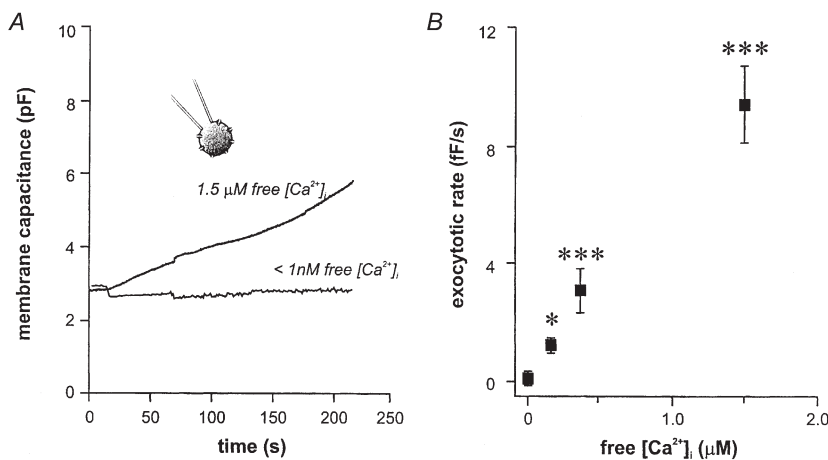 A
membrane capacitance (pF)
10
8
6
4
2
0
1.5 μM free [Ca²⁺]ᵢ
< 1nM free [Ca²⁺]ᵢ
0 50 100 150 200 250
time (s)
B
exocytotic rate (fF/s)
12
8
4
0
*
***
***
0 1.0 2.0
free [Ca²⁺]ᵢ (μM)